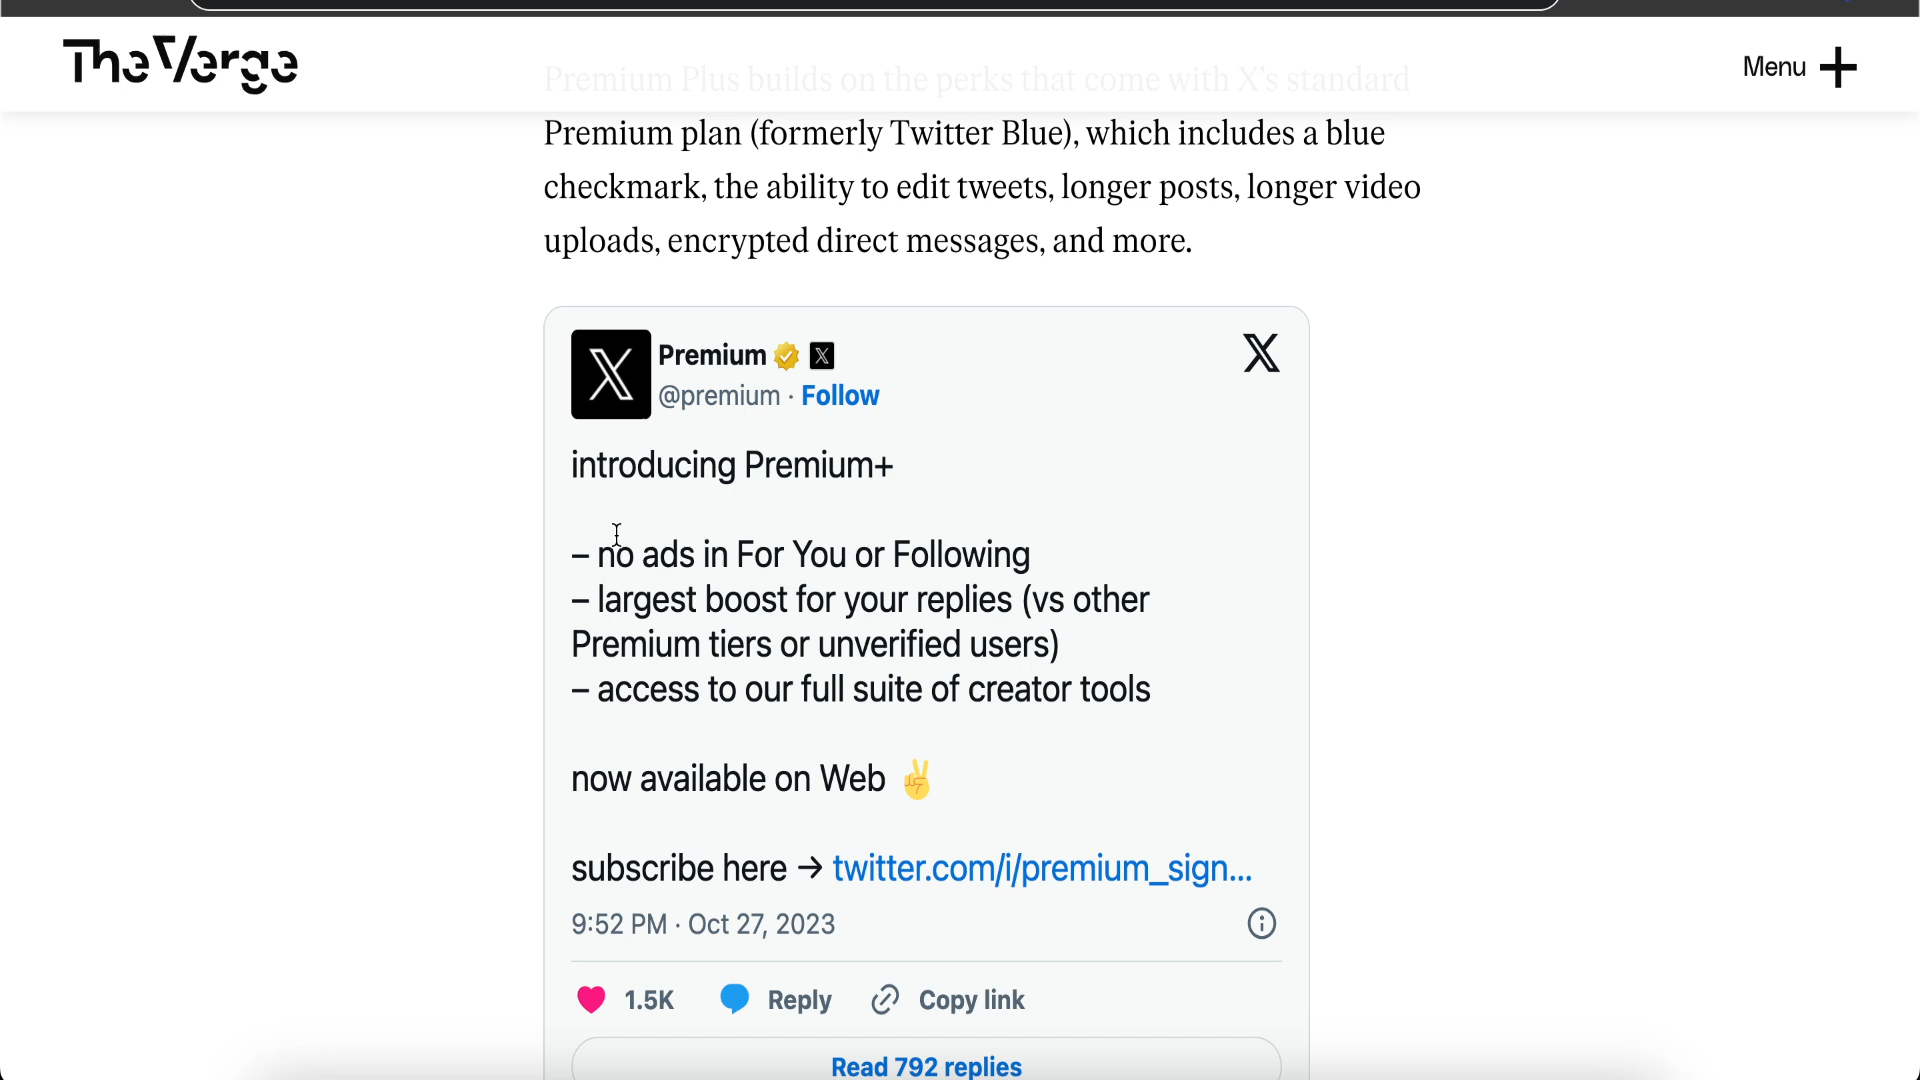 The Verge
Menu
Premium Plus builds on the perks that come with X's standard
Premium plan (formerly Twitter Blue), which includes a blue
checkmark, the ability to edit tweets, longer posts, longer video
uploads, encrypted direct messages, and more.
Premium
@premium · Follow
introducing Premium+
– no ads in For You or Following
– largest boost for your replies (vs other
Premium tiers or unverified users)
– access to our full suite of creator tools
now available on Web ✌️
subscribe here → twitter.com/i/premium_sign...
9:52 PM · Oct 27, 2023
1.5K Reply Copy link
Read 792 replies